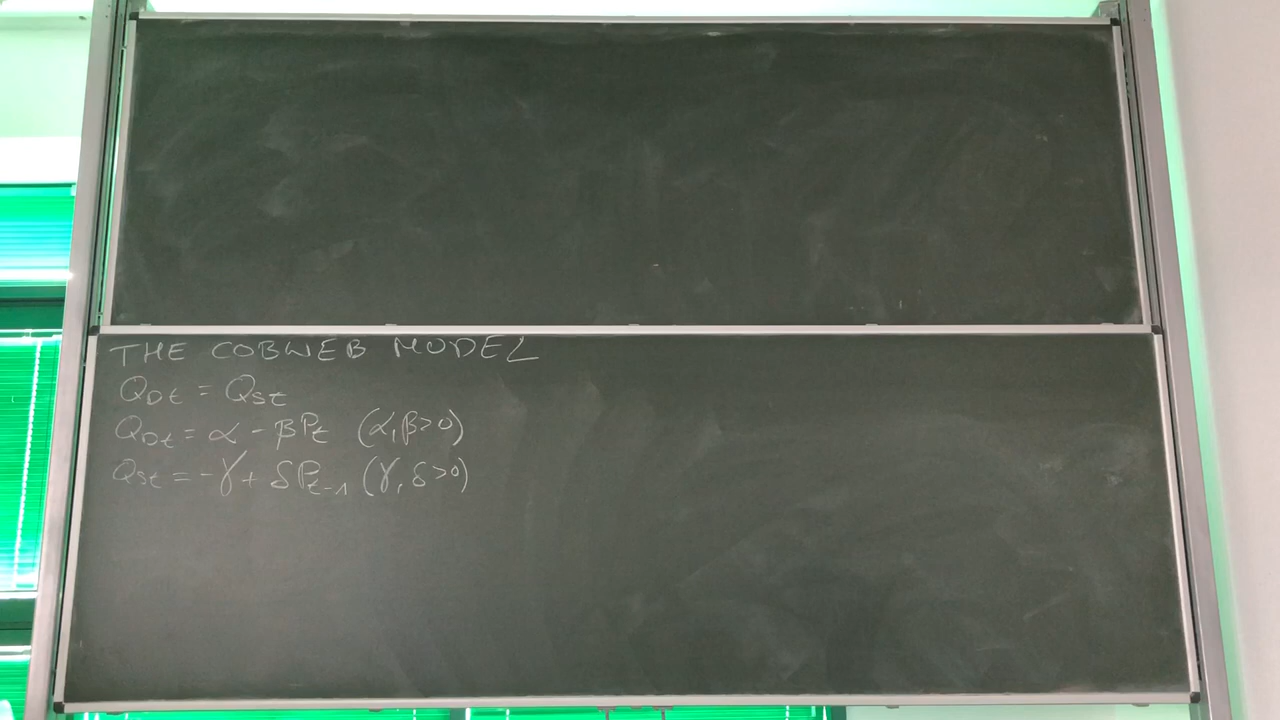 THE COBWEB MODEL
Q_Dt = Q_St
Q_Dt = α - βP_t (α,β>0)
Q_St = -γ + δP_t-1 (γ,δ>0)